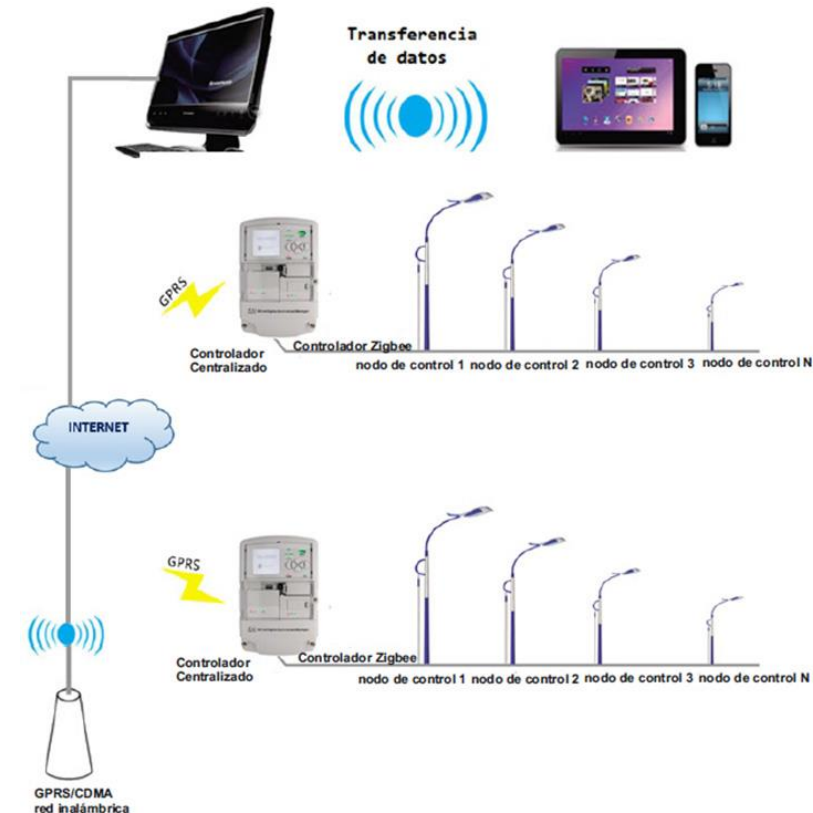 Transferencia
de datos
GPRS
Controlador
Centralizado
Controlador Zigbee
nodo de control 1 nodo de control 2 nodo de control 3 nodo de control N
INTERNET
GPRS
Controlador
Centralizado
Controlador Zigbee
nodo de control 1 nodo de control 2 nodo de control 3 nodo de control N
GPRS/CDMA
red inalámbrica